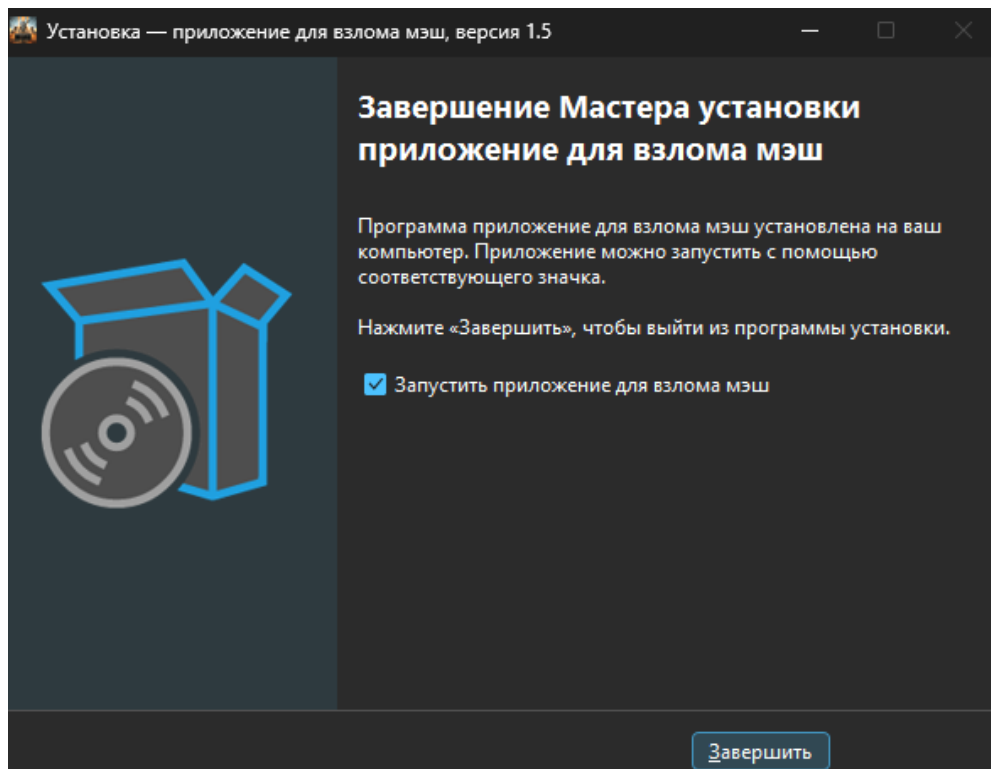 Установка — приложение для взлома мэш, версия 1.5
Завершение Мастера установки
приложение для взлома мэш
Программа приложение для взлома мэш установлена на ваш
компьютер. Приложение можно запустить с помощью
соответствующего значка.
Нажмите «Завершить», чтобы выйти из программы установки.
Запустить приложение для взлома мэш
Завершить